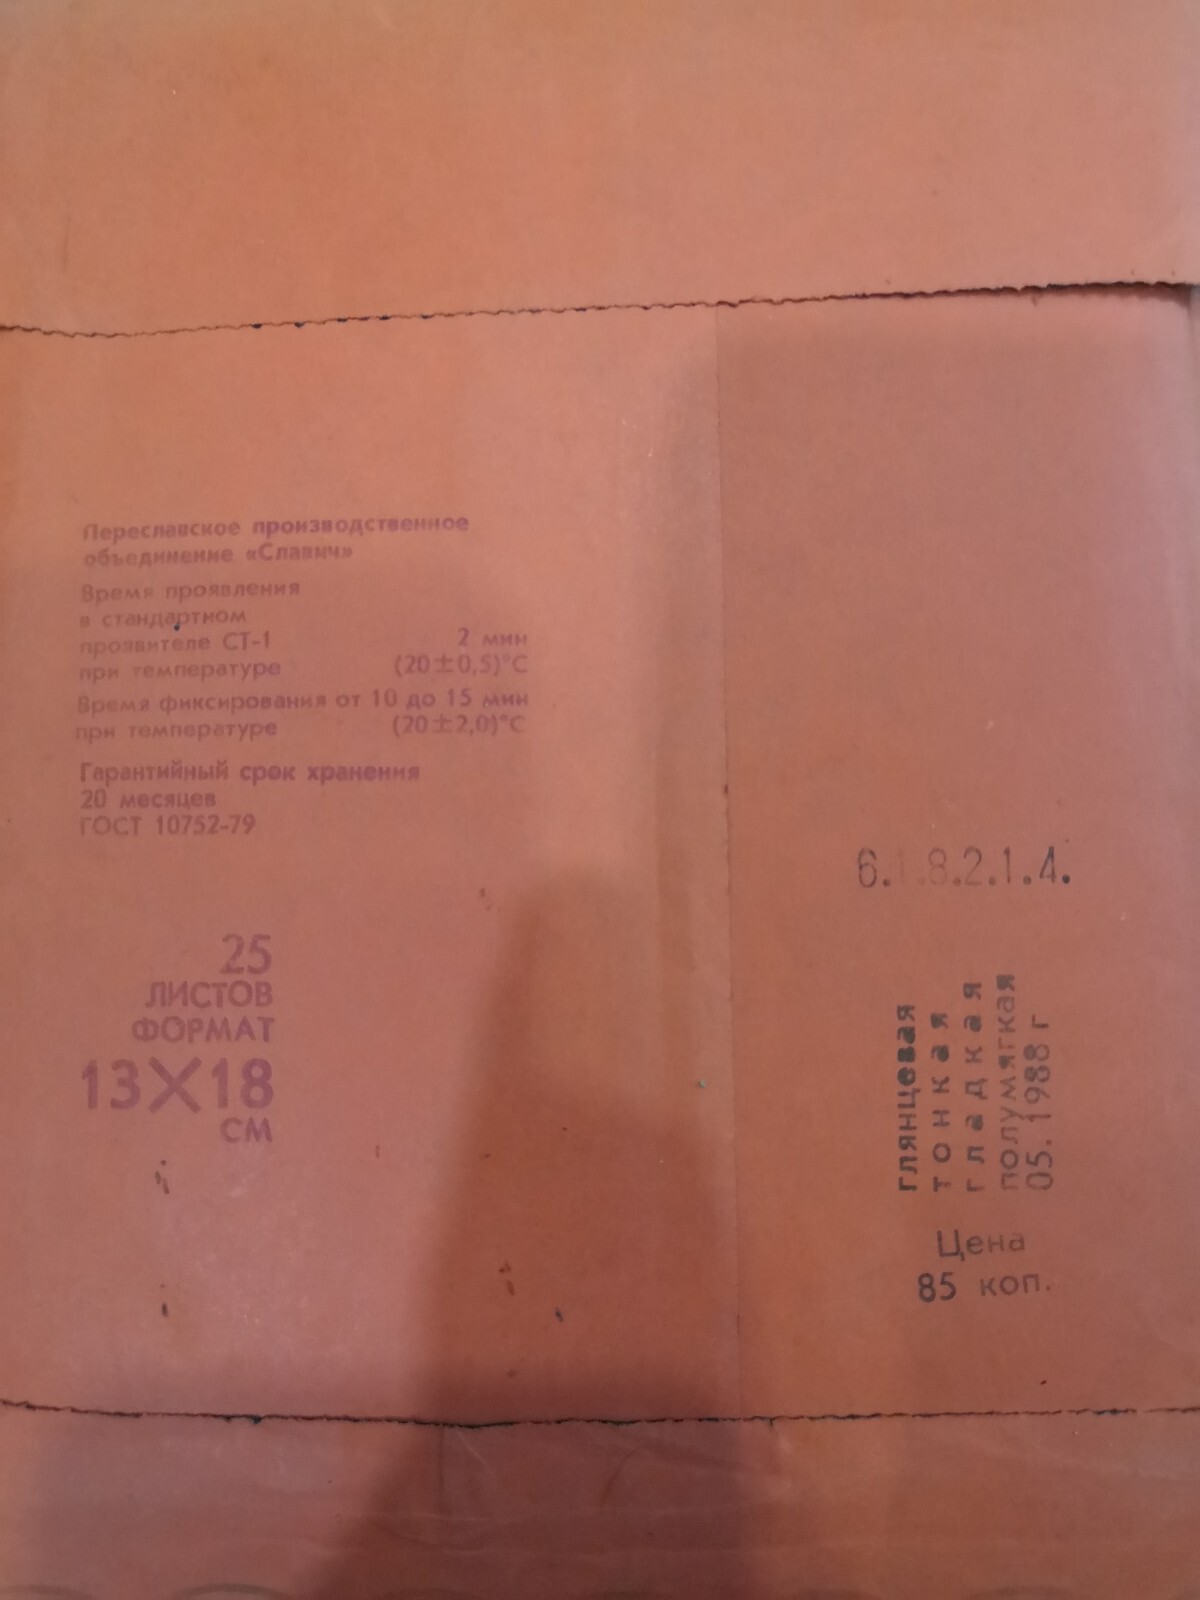 Переславское производственное
объединение «Славич»
Время проявления
в стандартном
проявителе СТ-1 2 мин
при температуре (20±0,5)°С
Время фиксирования от 10 до 15 мин
при температуре (20±2,0)°С
Гарантийный срок хранения
20 месяцев
ГОСТ 10752-79
25
ЛИСТОВ
ФОРМАТ
13X18
СМ
6.1.8.2.1.4.
глянцевая
тонкая
гладкая
полумягкая
05.1988 г
Цена
85 коп.